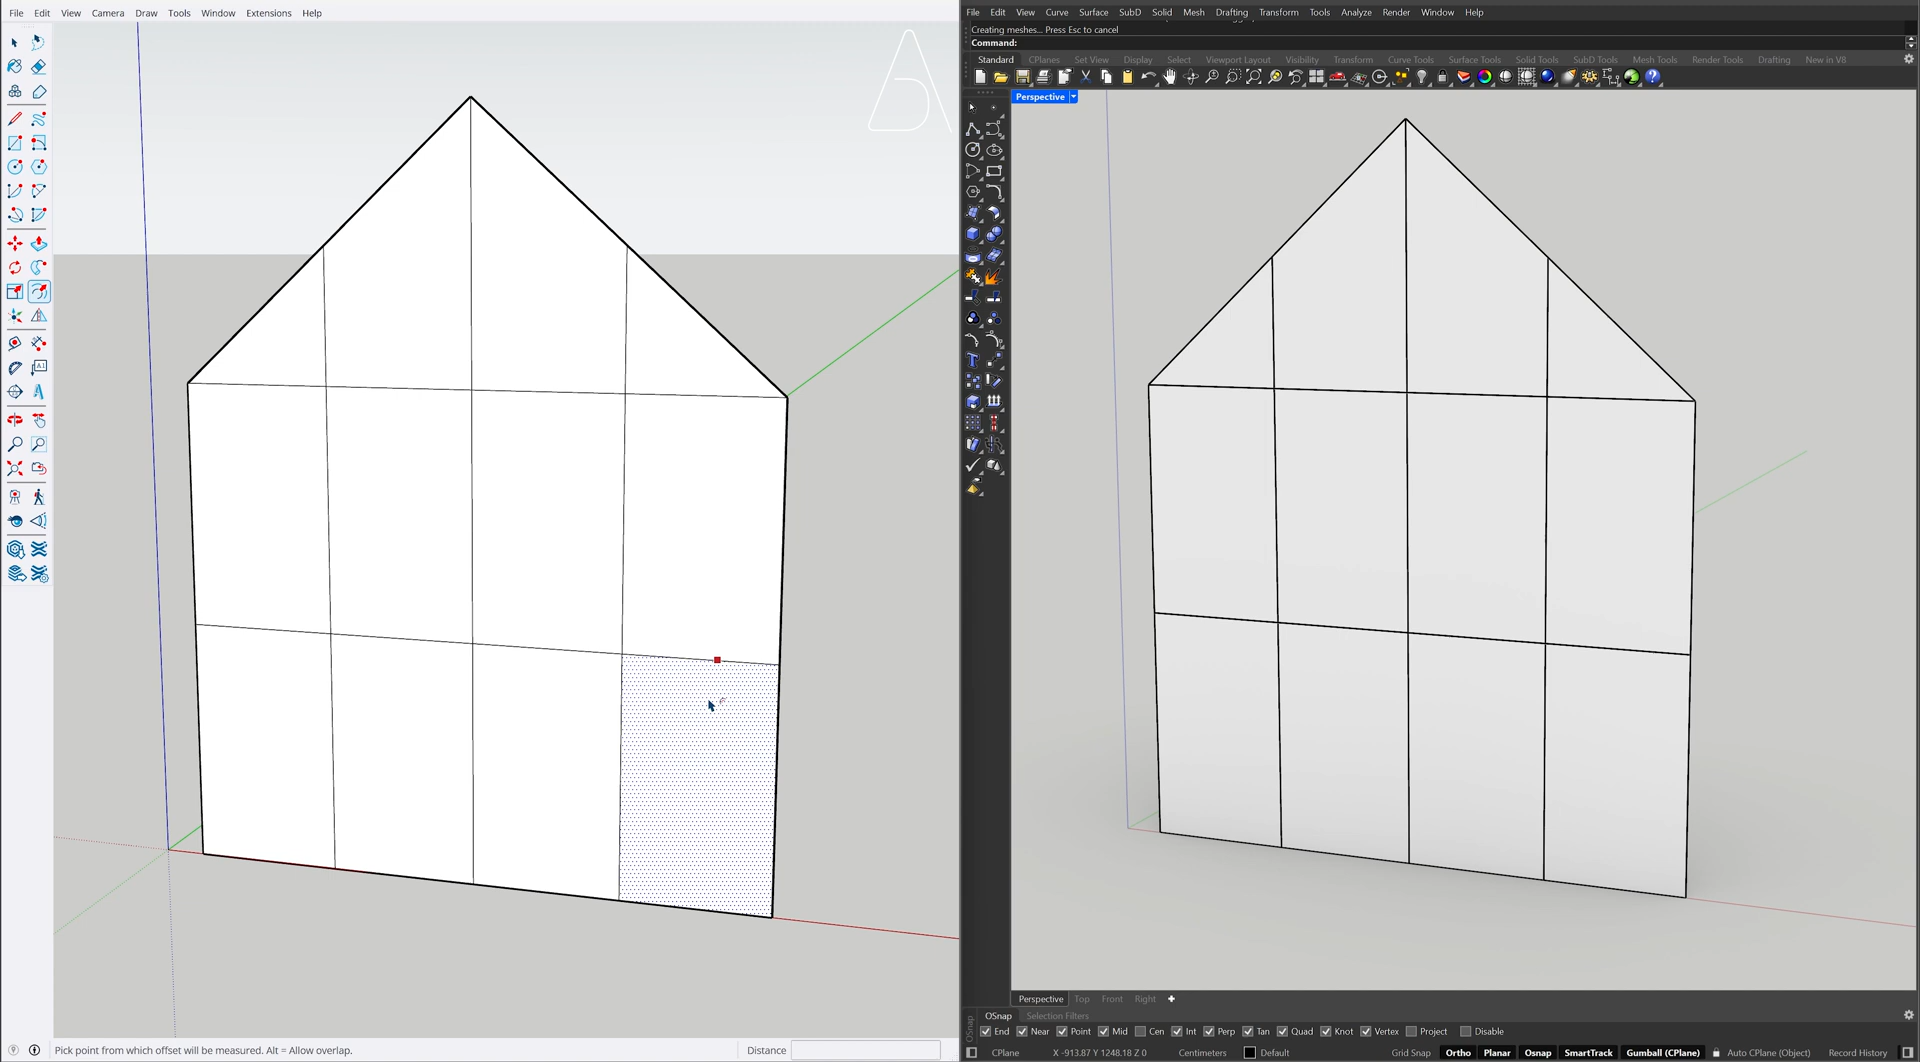 File Edit View Camera Draw Tools Window Extensions Help
Pick point from which offset will be measured. Alt = Allow overlap.
Distance
File Edit View Curve Surface SubD Solid Mesh Drafting Transform Tools Analyze Render Window Help
Creating meshes... Press Esc to cancel
Command:
Standard CPlanes Set View Display Select Viewport Layout Visibility Transform Curve Tools Surface Tools Solid Tools SubD Tools Mesh Tools Render Tools Drafting New in V8
Perspective
Perspective Top Front Right
OSnap Selection Filters
OSnap
End Near Point Mid Cen Int Perp Tan Quad Knot Vertex Project Disable
CPlane X -913.87 Y 1248.18 Z 0 Centimeters Default Grid Snap Ortho Planar Osnap SmartTrack Gumball (CPlane) Auto CPlane (Object) Record History